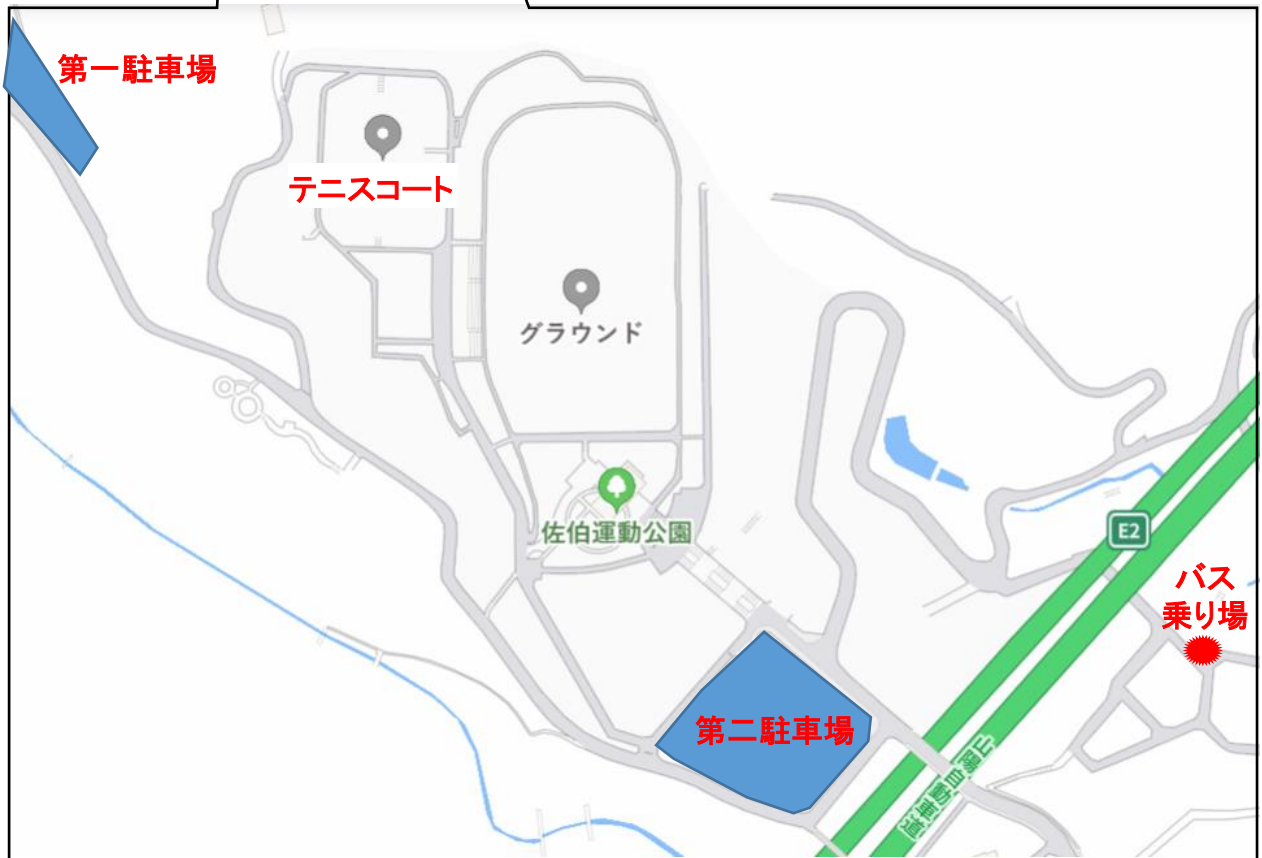 第一駐車場
テニスコート
グラウンド
佐伯運動公園
E2
バス
乗り場
第二駐車場
山陽自動車道